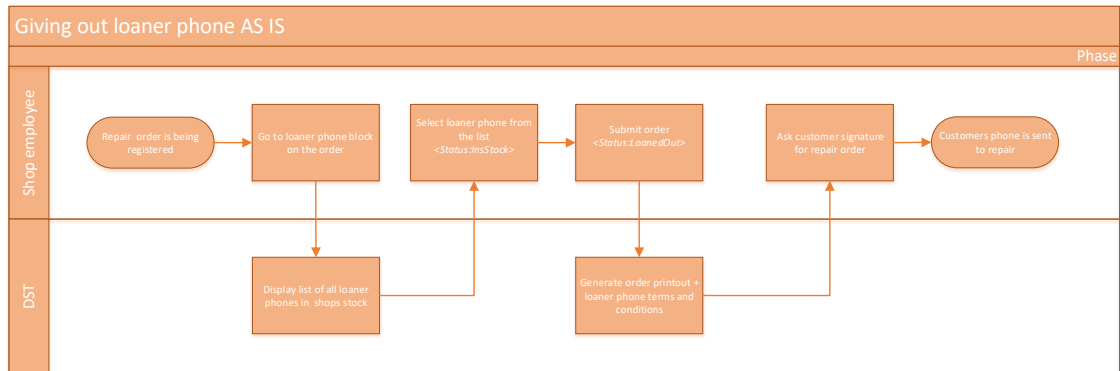 Giving out loaner phone AS IS
Phase
Shop employee
Repair order is being
registered
Go to loaner phone block
on the order
Select loaner phone from
the list
<Status:InsStock>
Submit order
<Status:LoanedOut>
Ask customer signature
for repair order
Customers phone is sent
to repair
DST
Display list of all loaner
phones in shops stock
Generate order printout +
loaner phone terms and
conditions